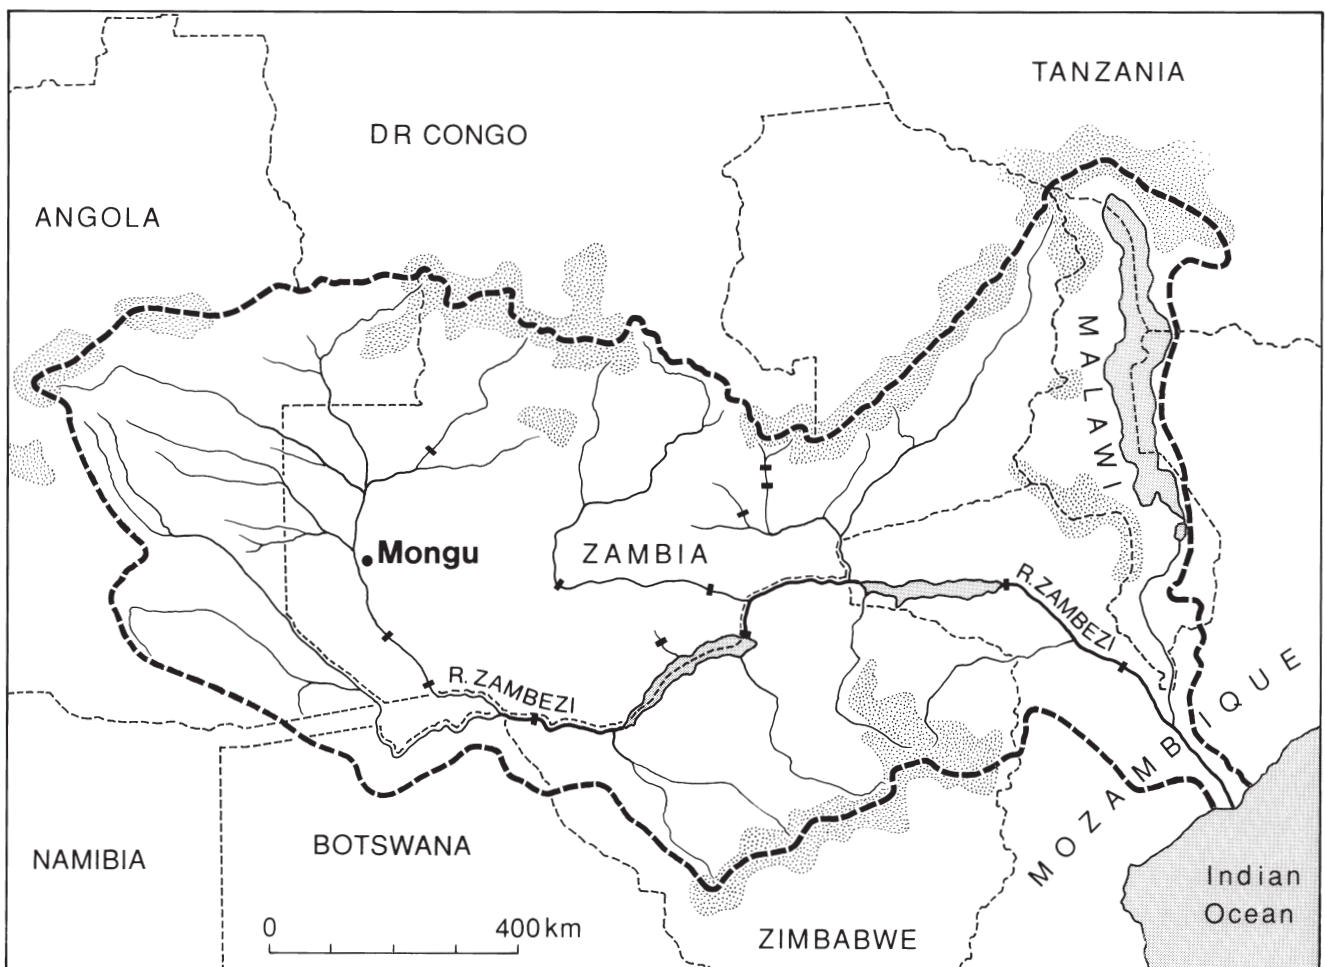 TANZANIA
DR CONGO
ANGOLA
MALAWI
Mongu
ZAMBIA
R. ZAMBEZI
R. ZAMBEZI
MOZAMBIQUE
BOTSWANA
NAMIBIA
Indian
Ocean
0 400 km
ZIMBABWE